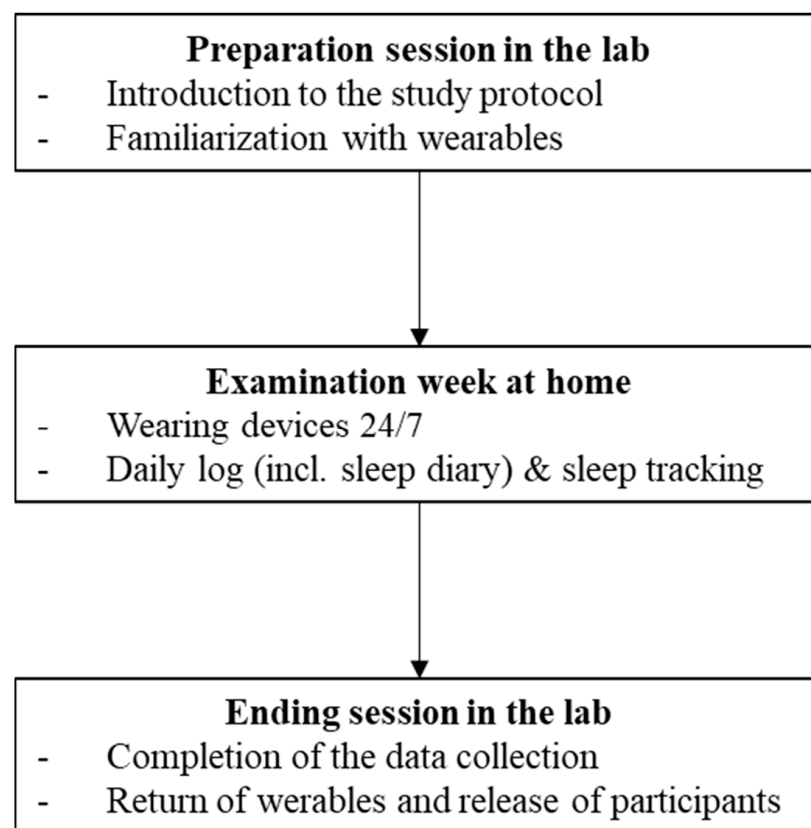 Preparation session in the lab
- Introduction to the study protocol
- Familiarization with wearables
Examination week at home
- Wearing devices 24/7
- Daily log (incl. sleep diary) & sleep tracking
Ending session in the lab
- Completion of the data collection
- Return of werables and release of participants